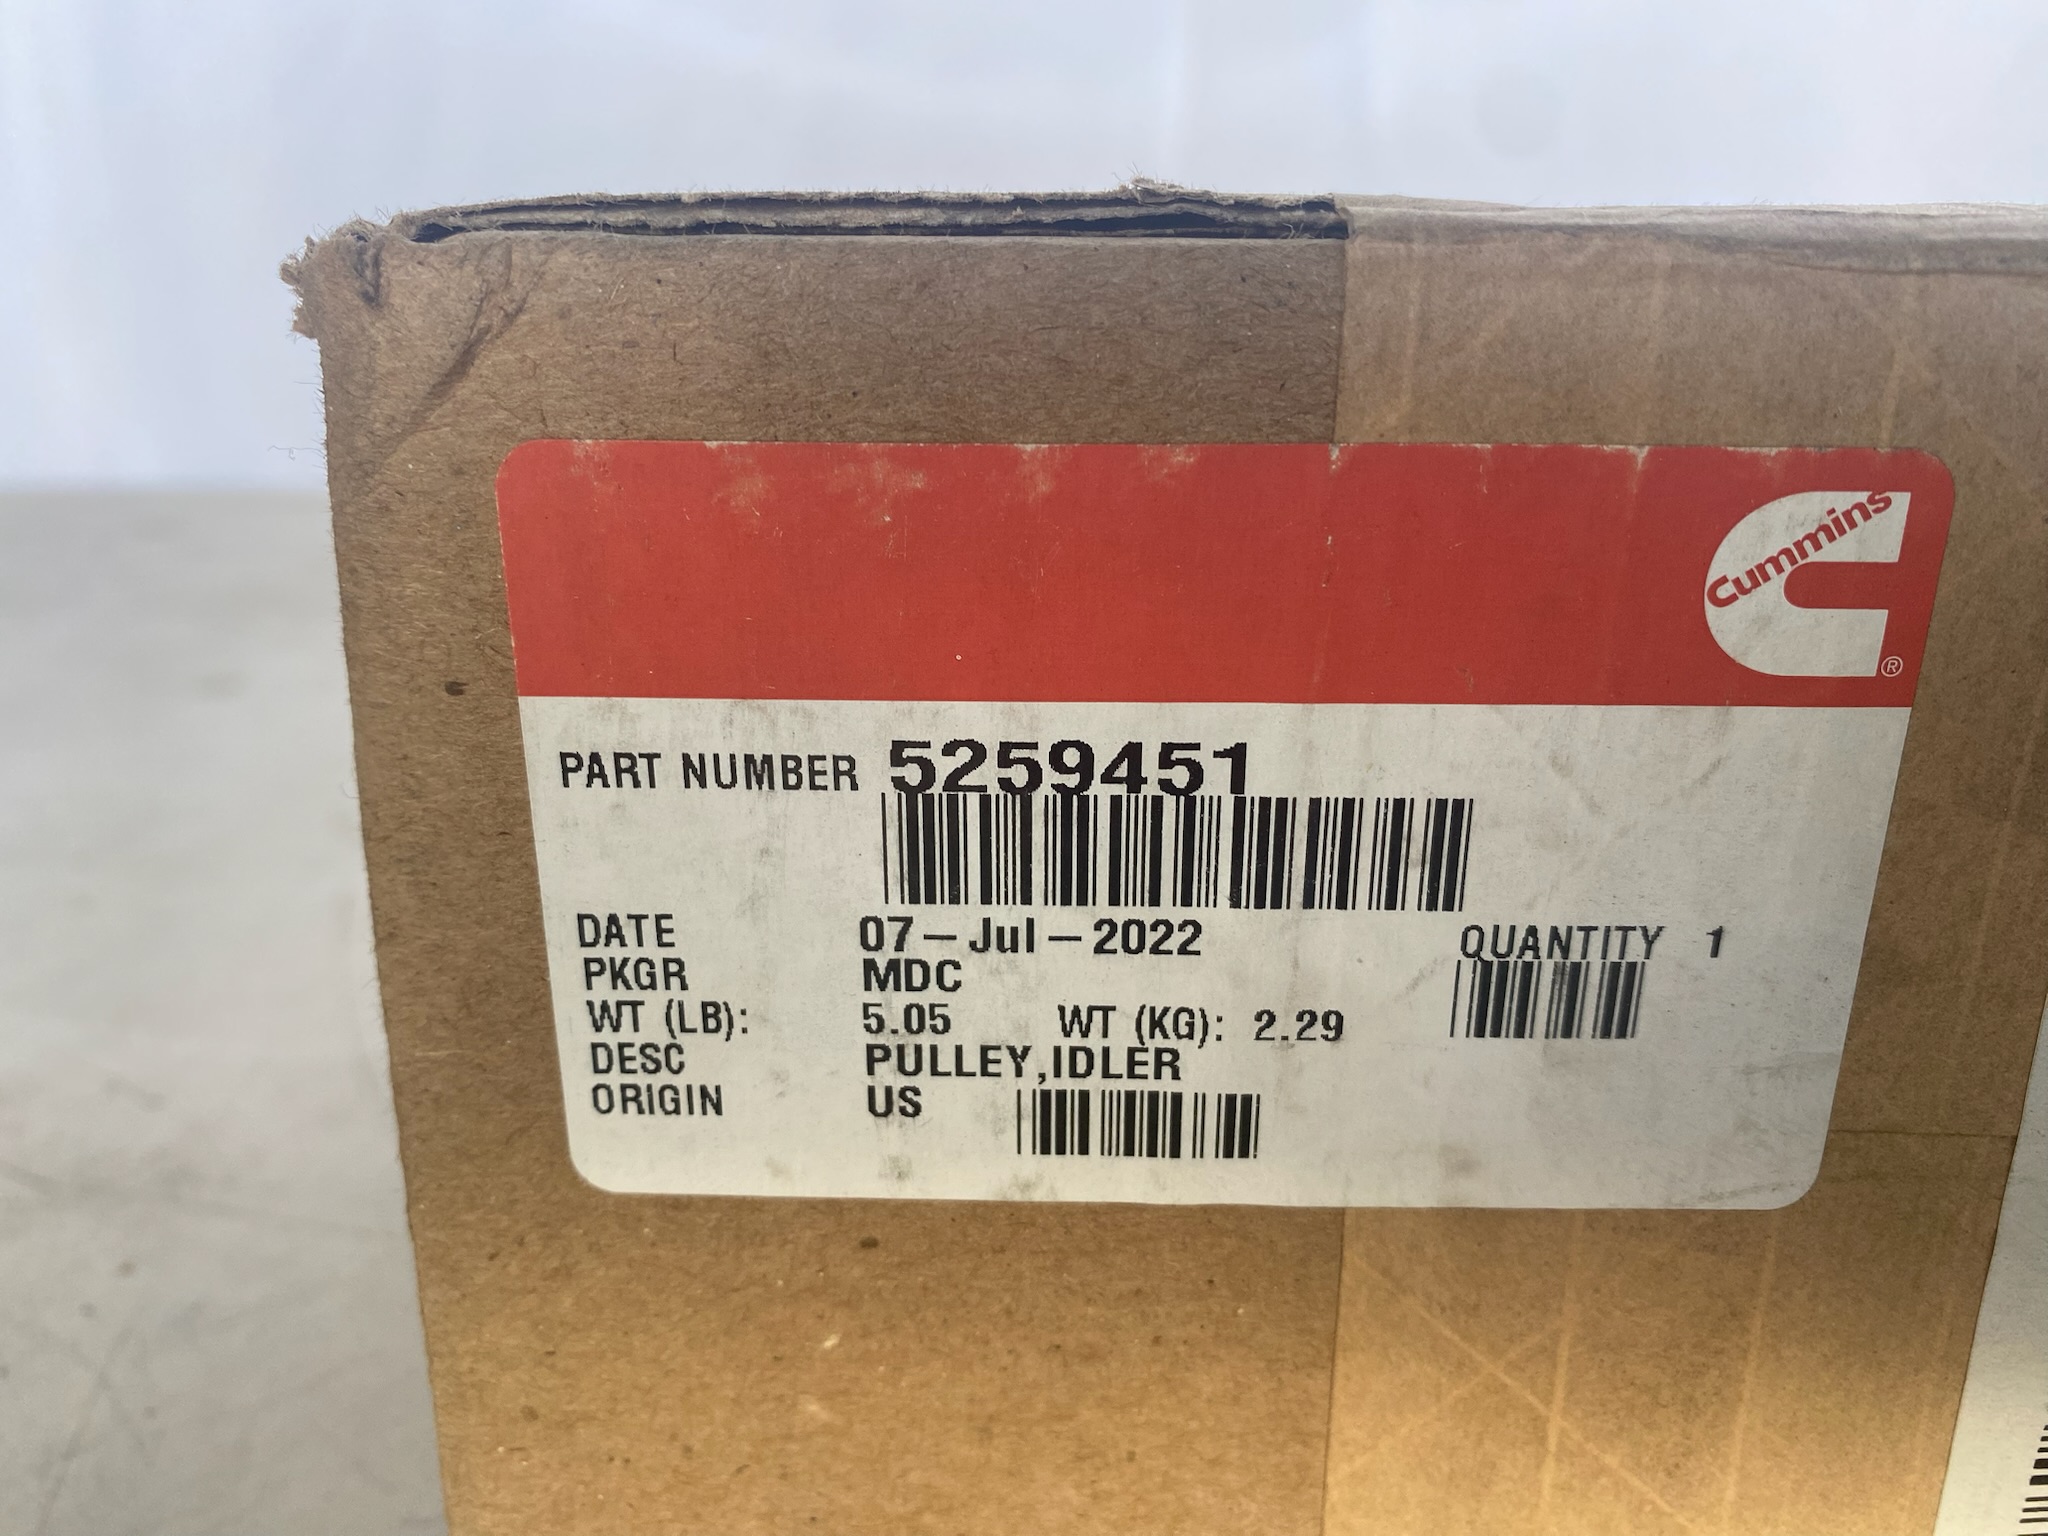 Cummins
®
PART NUMBER 5259451
DATE 07-Jul-2022 QUANTITY 1
PKGR MDC
WT (LB): 5.05 WT (KG): 2.29
DESC PULLEY,IDLER
ORIGIN US